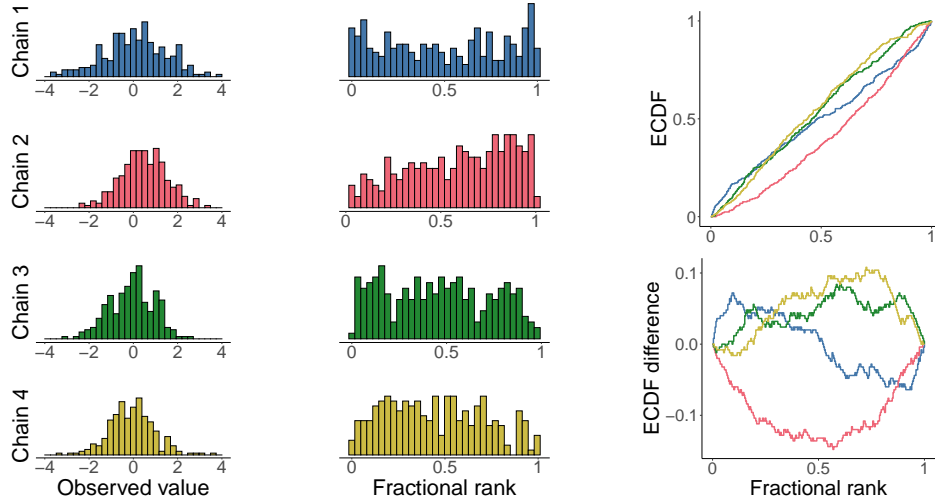 Chain 1
−4 −2 0 2 4
0 0.5 1
Chain 2
−4 −2 0 2 4
0 0.5 1
Chain 3
−4 −2 0 2 4
0 0.5 1
Chain 4
−4 −2 0 2 4
0 0.5 1
Observed value
Fractional rank
ECDF
1
0.5
0
0 0.5 1
ECDF difference
0.1
0.0
−0.1
0 0.5 1
Fractional rank